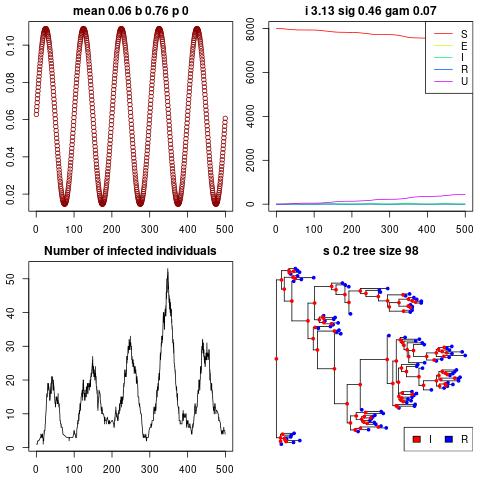 mean 0.06 b 0.76 p 0
0.10
0.08
0.06
0.04
0.02
0 100 200 300 400 500
i 3.13 sig 0.46 gam 0.07
8000
6000
4000
2000
0
S
E
I
R
U
0 100 200 300 400 500
Number of infected individuals
50
40
30
20
10
0
0 100 200 300 400 500
s 0.2 tree size 98
I R